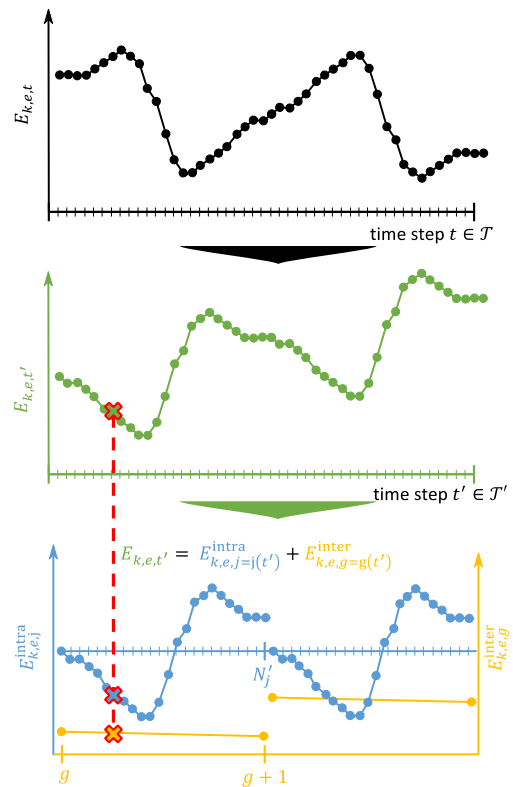 E_{k,e,t}
time step t ∈ 𝒯
E_{k,e,t′}
time step t′ ∈ 𝒯′
E_{k,e,t′} = E^{intra}_{k,e,j=j(t′)} + E^{inter}_{k,e,g=g(t′)}
E^{intra}_{k,e,j}
E^{inter}_{k,e,g}
N′_j
g
g + 1